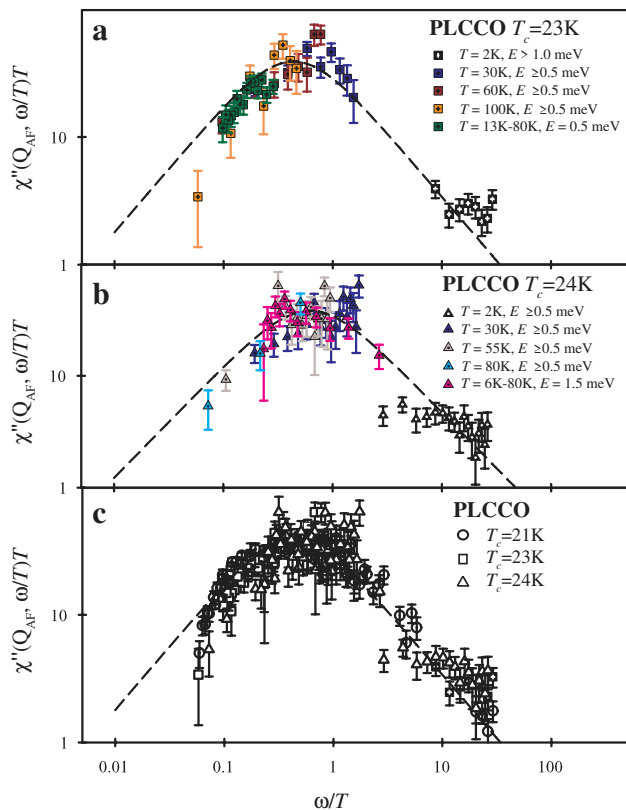 a
PLCCO T_c=23K
T = 2K, E > 1.0 meV
T = 30K, E ≥0.5 meV
T = 60K, E ≥0.5 meV
T = 100K, E ≥0.5 meV
T = 13K-80K, E = 0.5 meV
χ''(Q_AF, ω/T)T
10
1
b
PLCCO T_c=24K
T = 2K, E ≥0.5 meV
T = 30K, E ≥0.5 meV
T = 55K, E ≥0.5 meV
T = 80K, E ≥0.5 meV
T = 6K-80K, E = 1.5 meV
χ''(Q_AF, ω/T)T
10
1
c
PLCCO
T_c=21K
T_c=23K
T_c=24K
χ''(Q_AF, ω/T)T
10
1
0.01 0.1 1 10 100
ω/T